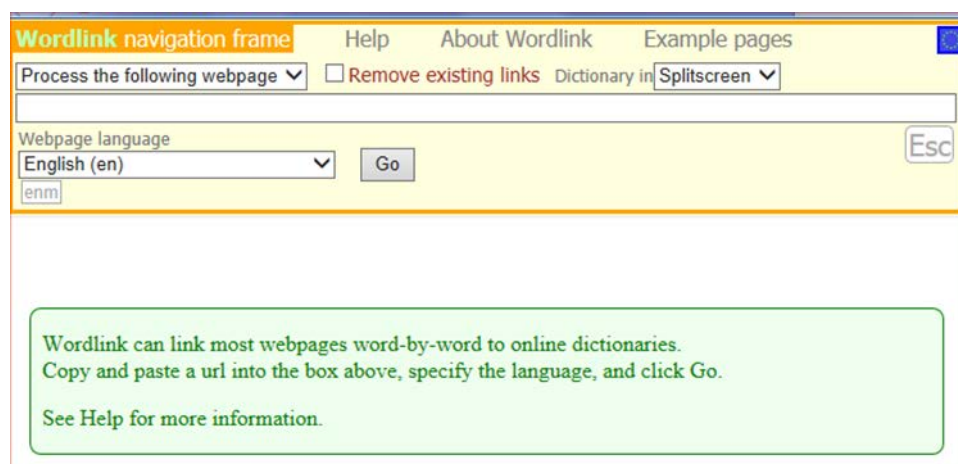 Wordlink navigation frame Help About Wordlink Example pages
Process the following webpage Remove existing links Dictionary in Splitscreen
Webpage language
Esc
English (en) Go
enm
Wordlink can link most webpages word-by-word to online dictionaries.
Copy and paste a url into the box above, specify the language, and click Go.
See Help for more information.